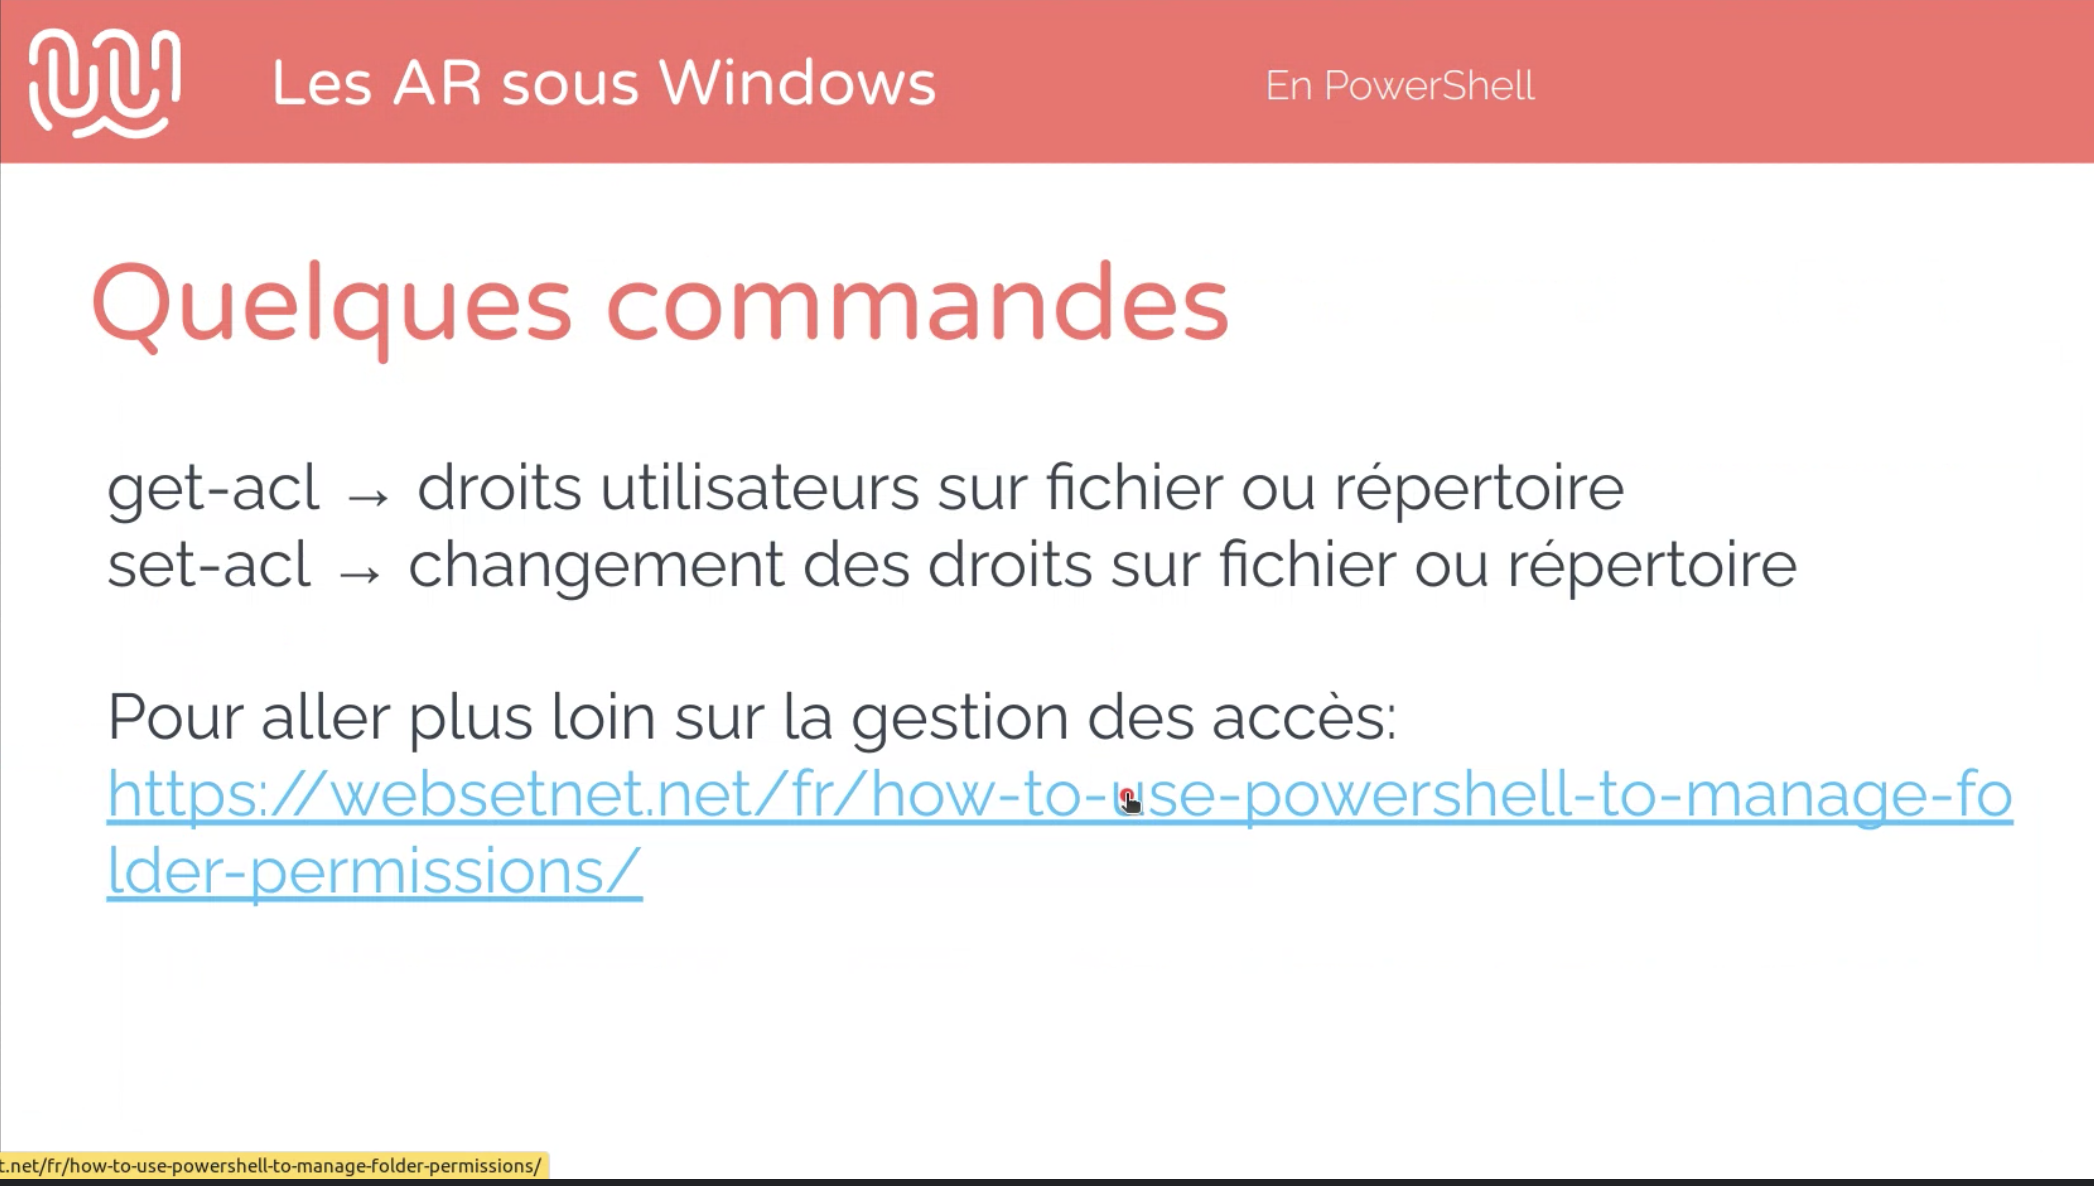 Les AR sous Windows
En PowerShell
Quelques commandes
get-acl → droits utilisateurs sur fichier ou répertoire
set-acl → changement des droits sur fichier ou répertoire
Pour aller plus loin sur la gestion des accès:
https://websetnet.net/fr/how-to-use-powershell-to-manage-fo
lder-permissions/
t.net/fr/how-to-use-powershell-to-manage-folder-permissions/